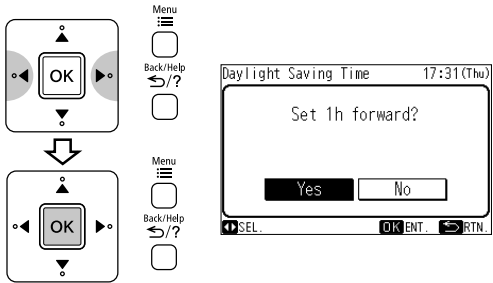 Menu
OK
Back/Help
/?
Menu
OK
Back/Help
/?
Daylight Saving Time 17:31(Thu)
Set 1h forward?
Yes No
SEL. OK ENT. RTN.